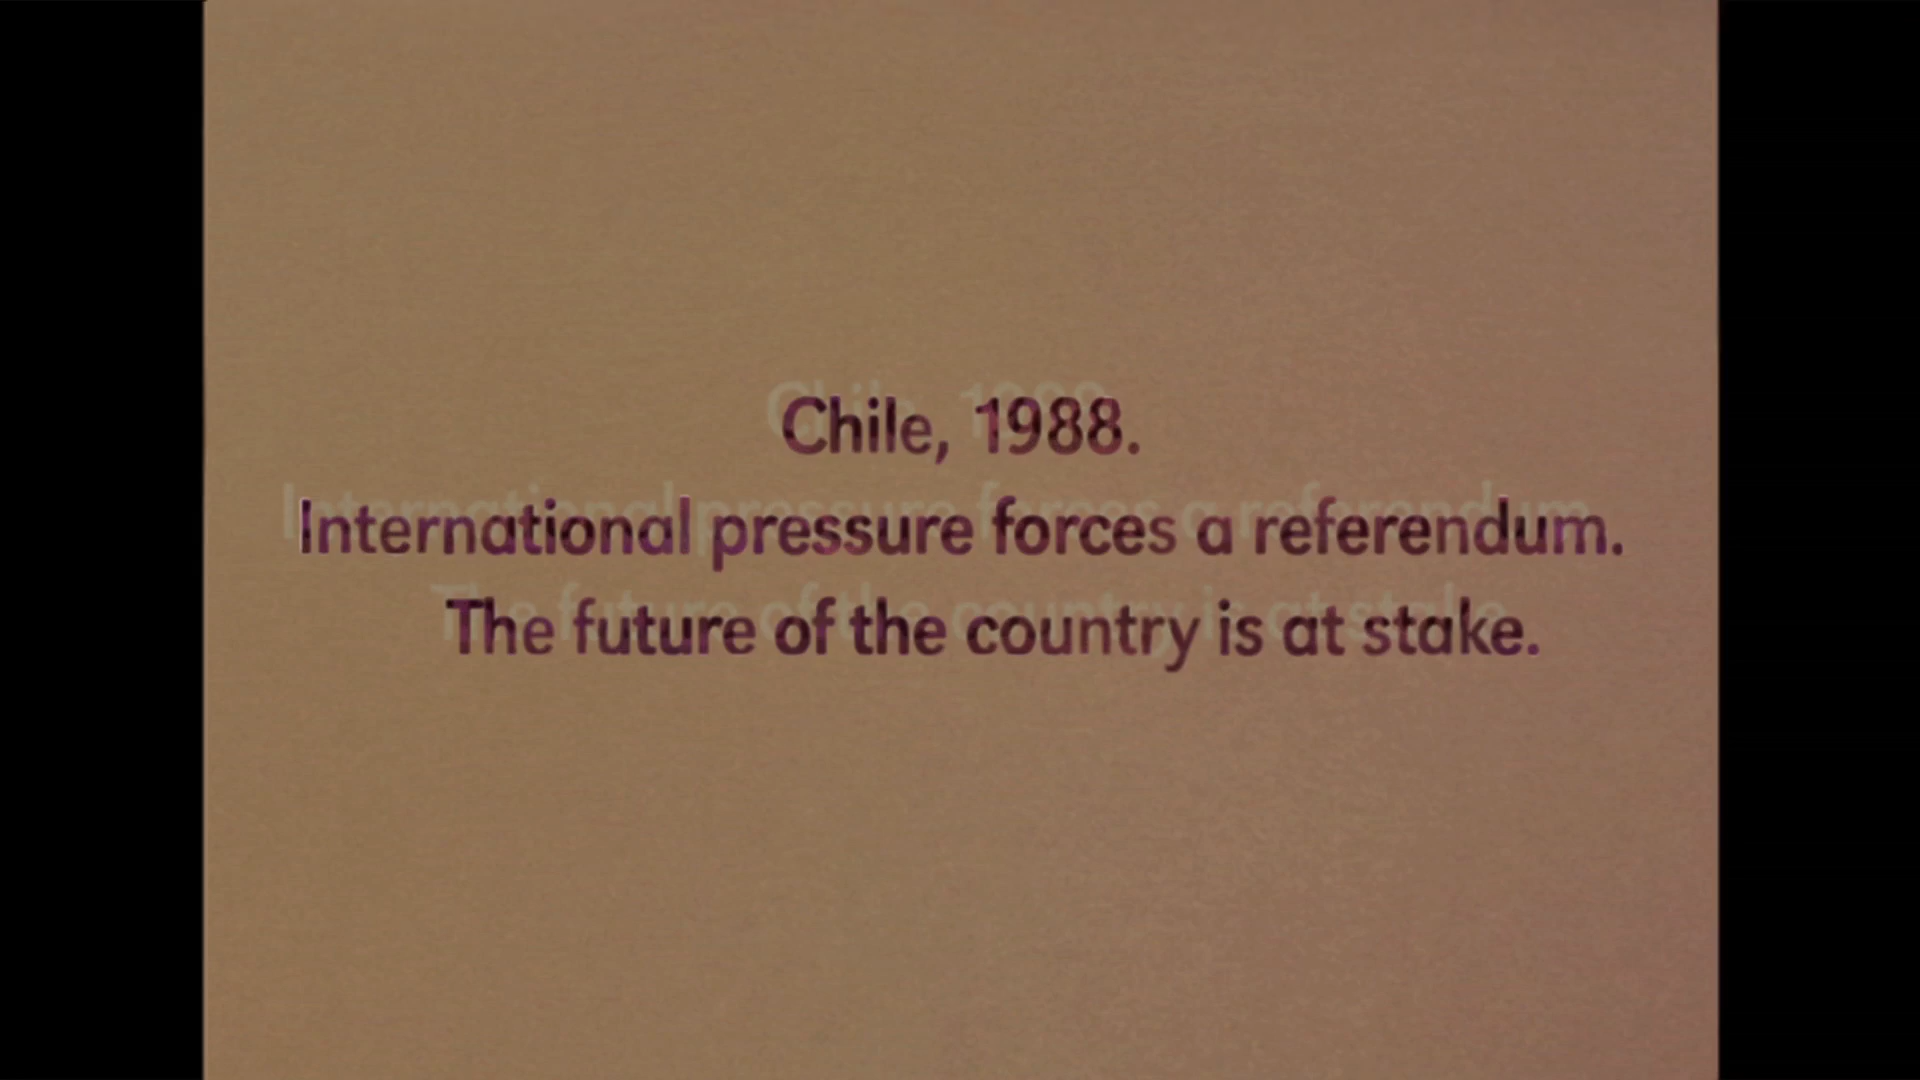 Chile, 1988.
International pressure forces a referendum.
The future of the country is at stake.